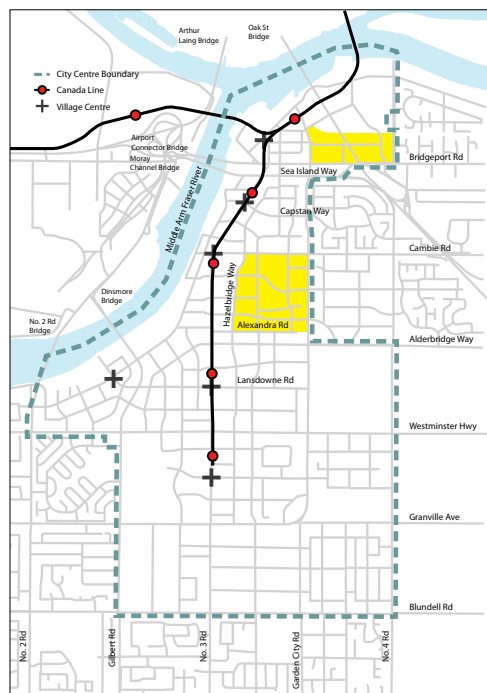 Arthur
Laing Bridge
Oak St
Bridge
City Centre Boundary
Canada Line
Village Centre
Airport
Connector Bridge
Moray
Channel Bridge
Bridgeport Rd
Sea Island Way
Middle Arm Fraser River
Capstan Way
Cambie Rd
Hazelbridge Way
Dinsmore
Bridge
No. 2 Rd
Bridge
Alexandra Rd
Alderbridge Way
Lansdowne Rd
Westminster Hwy
Granville Ave
Blundell Rd
No. 2 Rd
Gilbert Rd
No. 3 Rd
Garden City Rd
No. 4 Rd